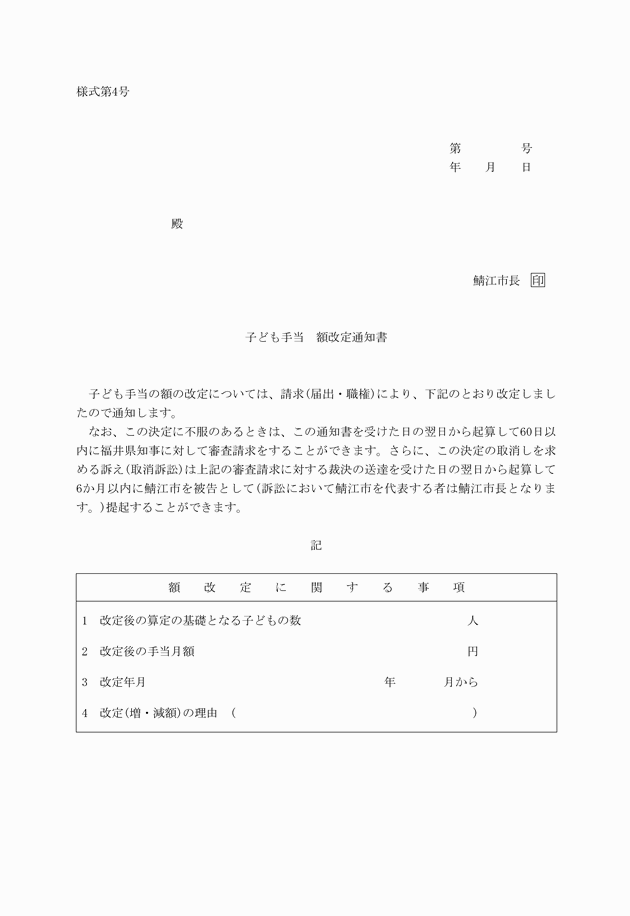 様式第4号
第　　　　　号
年　　月　　日
殿
鯖江市長　印
子ども手当　額改定通知書
　子ども手当の額の改定については、請求(届出・職権)により、下記のとおり改定しまし
たので通知します。
　なお、この決定に不服のあるときは、この通知書を受けた日の翌日から起算して60日以
内に福井県知事に対して審査請求をすることができます。さらに、この決定の取消しを求
める訴え(取消訴訟)は上記の審査請求に対する裁決の送達を受けた日の翌日から起算して
6か月以内に鯖江市を被告として(訴訟において鯖江市を代表する者は鯖江市長となりま
す。)提起することができます。
記
額　改　定　に　関　す　る　事　項
1　改定後の算定の基礎となる子どもの数　　　　　人
2　改定後の手当月額　　　　　円
3　改定年月　　　　　年　　　　月から
4　改定(増・減額)の理由　(　　　　　)